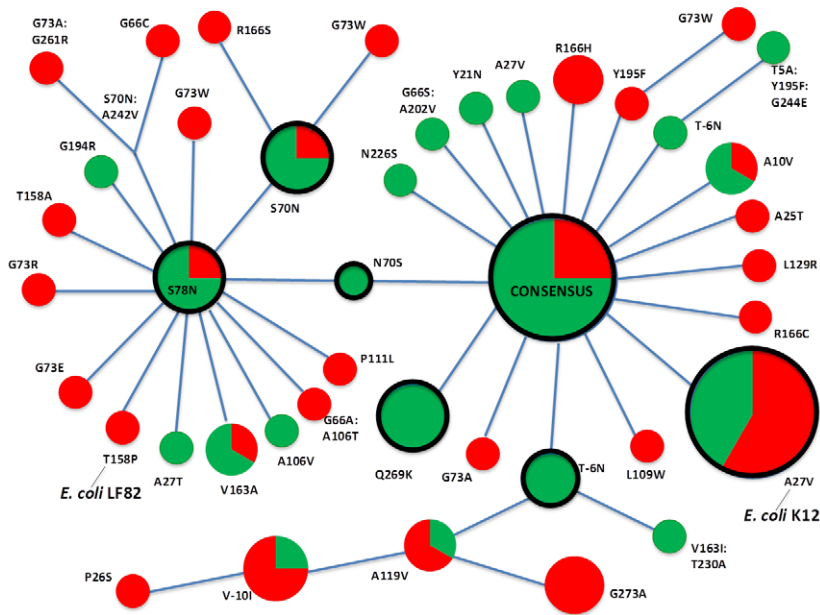 G73A:
G261R
G66C
R166S
G73W
S70N:
A242V
G73W
G194R
S70N
T158A
G73R
S78N
N70S
G73E
T158P
E. coli LF82
A27T
V163A
A106V
G66A:
A106T
P111L
G66S:
A202V
Y21N
A27V
R166H
Y195F
G73W
T5A:
Y195F:
G244E
T-6N
N226S
A10V
A25T
CONSENSUS
L129R
R166C
Q269K
G73A
T-6N
L109W
A27V
E. coli K12
V163I:
T230A
P26S
V-10I
A119V
G273A